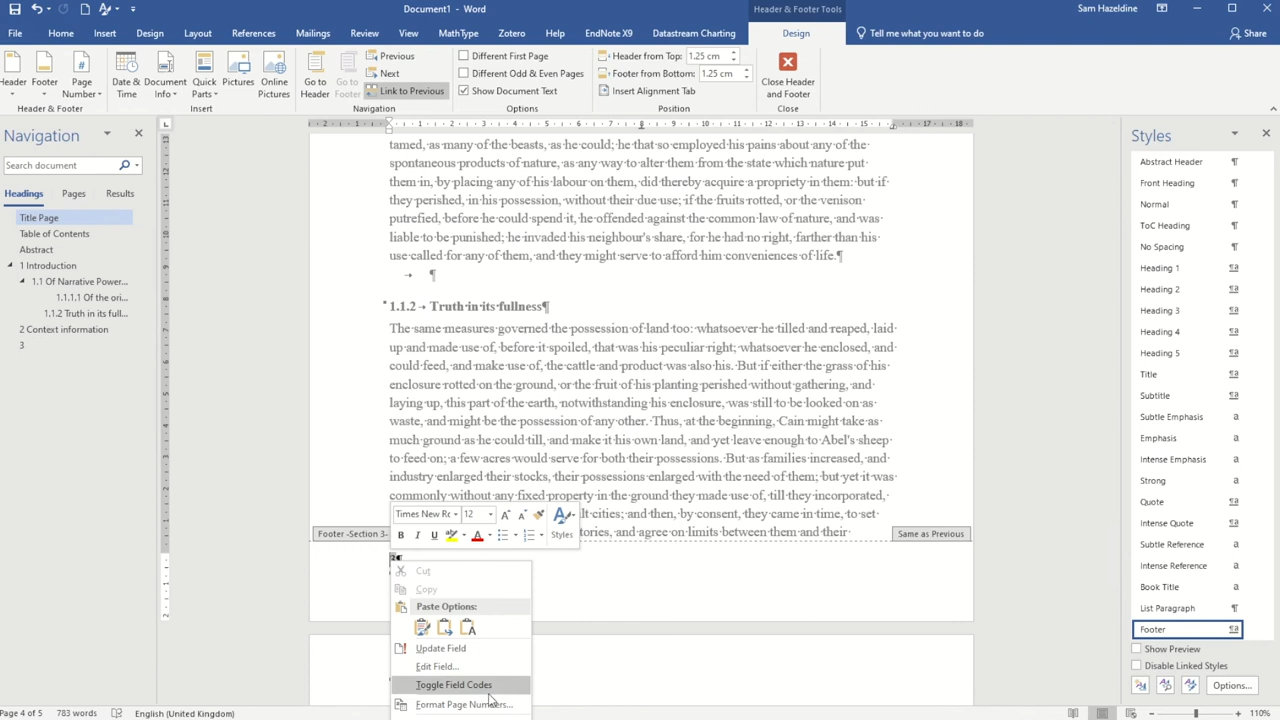 Document1 - Word
Header & Footer Tools
Sam Hazeldine
File
Home
Insert
Design
Layout
References
Mailings
Review
View
MathType
Zotero
Help
EndNote X9
Datastream Charting
Design
Tell me what you want to do
Share
Header
Footer
Page Number
Date & Time
Document Info
Quick Parts
Pictures
Online Pictures
Go to Header
Go to Footer
Previous
Next
Link to Previous
Different First Page
Different Odd & Even Pages
Show Document Text
Header from Top: 1.25 cm
Footer from Bottom: 1.25 cm
Insert Alignment Tab
Close Header and Footer
Header & Footer
Insert
Navigation
Options
Position
Close
Navigation
Search document
Headings
Pages
Results
Title Page
Table of Contents
Abstract
1 Introduction
1.1 Of Narrative Power...
1.1.1.1 Of the ori...
1.1.2 Truth in its full...
2 Context information
3
2 1 1 2 3 4 5 6 7 8 9 10 11 12 13 14 15 17 18
tamed, as many of the beasts, as he could; he that so employed his pains about any of the
spontaneous products of nature, as any way to alter them from the state which nature put
them in, by placing any of his labour on them, did thereby acquire a propriety in them: but if
they perished, in his possession, without their due use; if the fruits rotted, or the venison
putrefied, before he could spend it, he offended against the common law of nature, and was
liable to be punished; he invaded his neighbour's share, for he had no right, farther than his
use called for any of them, and they might serve to afford him conveniences of life.¶
→ ¶
1.1.2 → Truth in its fullness¶
The same measures governed the possession of land too: whatsoever he tilled and reaped, laid
up and made use of, before it spoiled, that was his peculiar right; whatsoever he enclosed, and
could feed, and make use of, the cattle and product was also his. But if either the grass of his
enclosure rotted on the ground, or the fruit of his planting perished without gathering, and
laying up, this part of the earth, notwithstanding his enclosure, was still to be looked on as
waste, and might be the possession of any other. Thus, at the beginning, Cain might take as
much ground as he could till, and make it his own land, and yet leave enough to Abel's sheep
to feed on; a few acres would serve for both their possessions. But as families increased, and
industry enlarged their stocks, their possessions enlarged with the need of them; but yet it was
commonly without any fixed property in the ground they made use of, till they incorporated,
lt cities; and then, by consent, they came in time, to set
tories, and agree on limits between them and their
Footer -Section 3-
Same as Previous
Times New Ro
12
B I U
Styles
Cut
Copy
Paste Options:
Update Field
Edit Field...
Toggle Field Codes
Format Page Numbers...
Styles
Abstract Header
Front Heading
Normal
ToC Heading
No Spacing
Heading 1
Heading 2
Heading 3
Heading 4
Heading 5
Title
Subtitle
Subtle Emphasis
Emphasis
Intense Emphasis
Strong
Quote
Intense Quote
Subtle Reference
Intense Reference
Book Title
List Paragraph
Footer
Show Preview
Disable Linked Styles
Options...
Page 4 of 5
783 words
English (United Kingdom)
110%